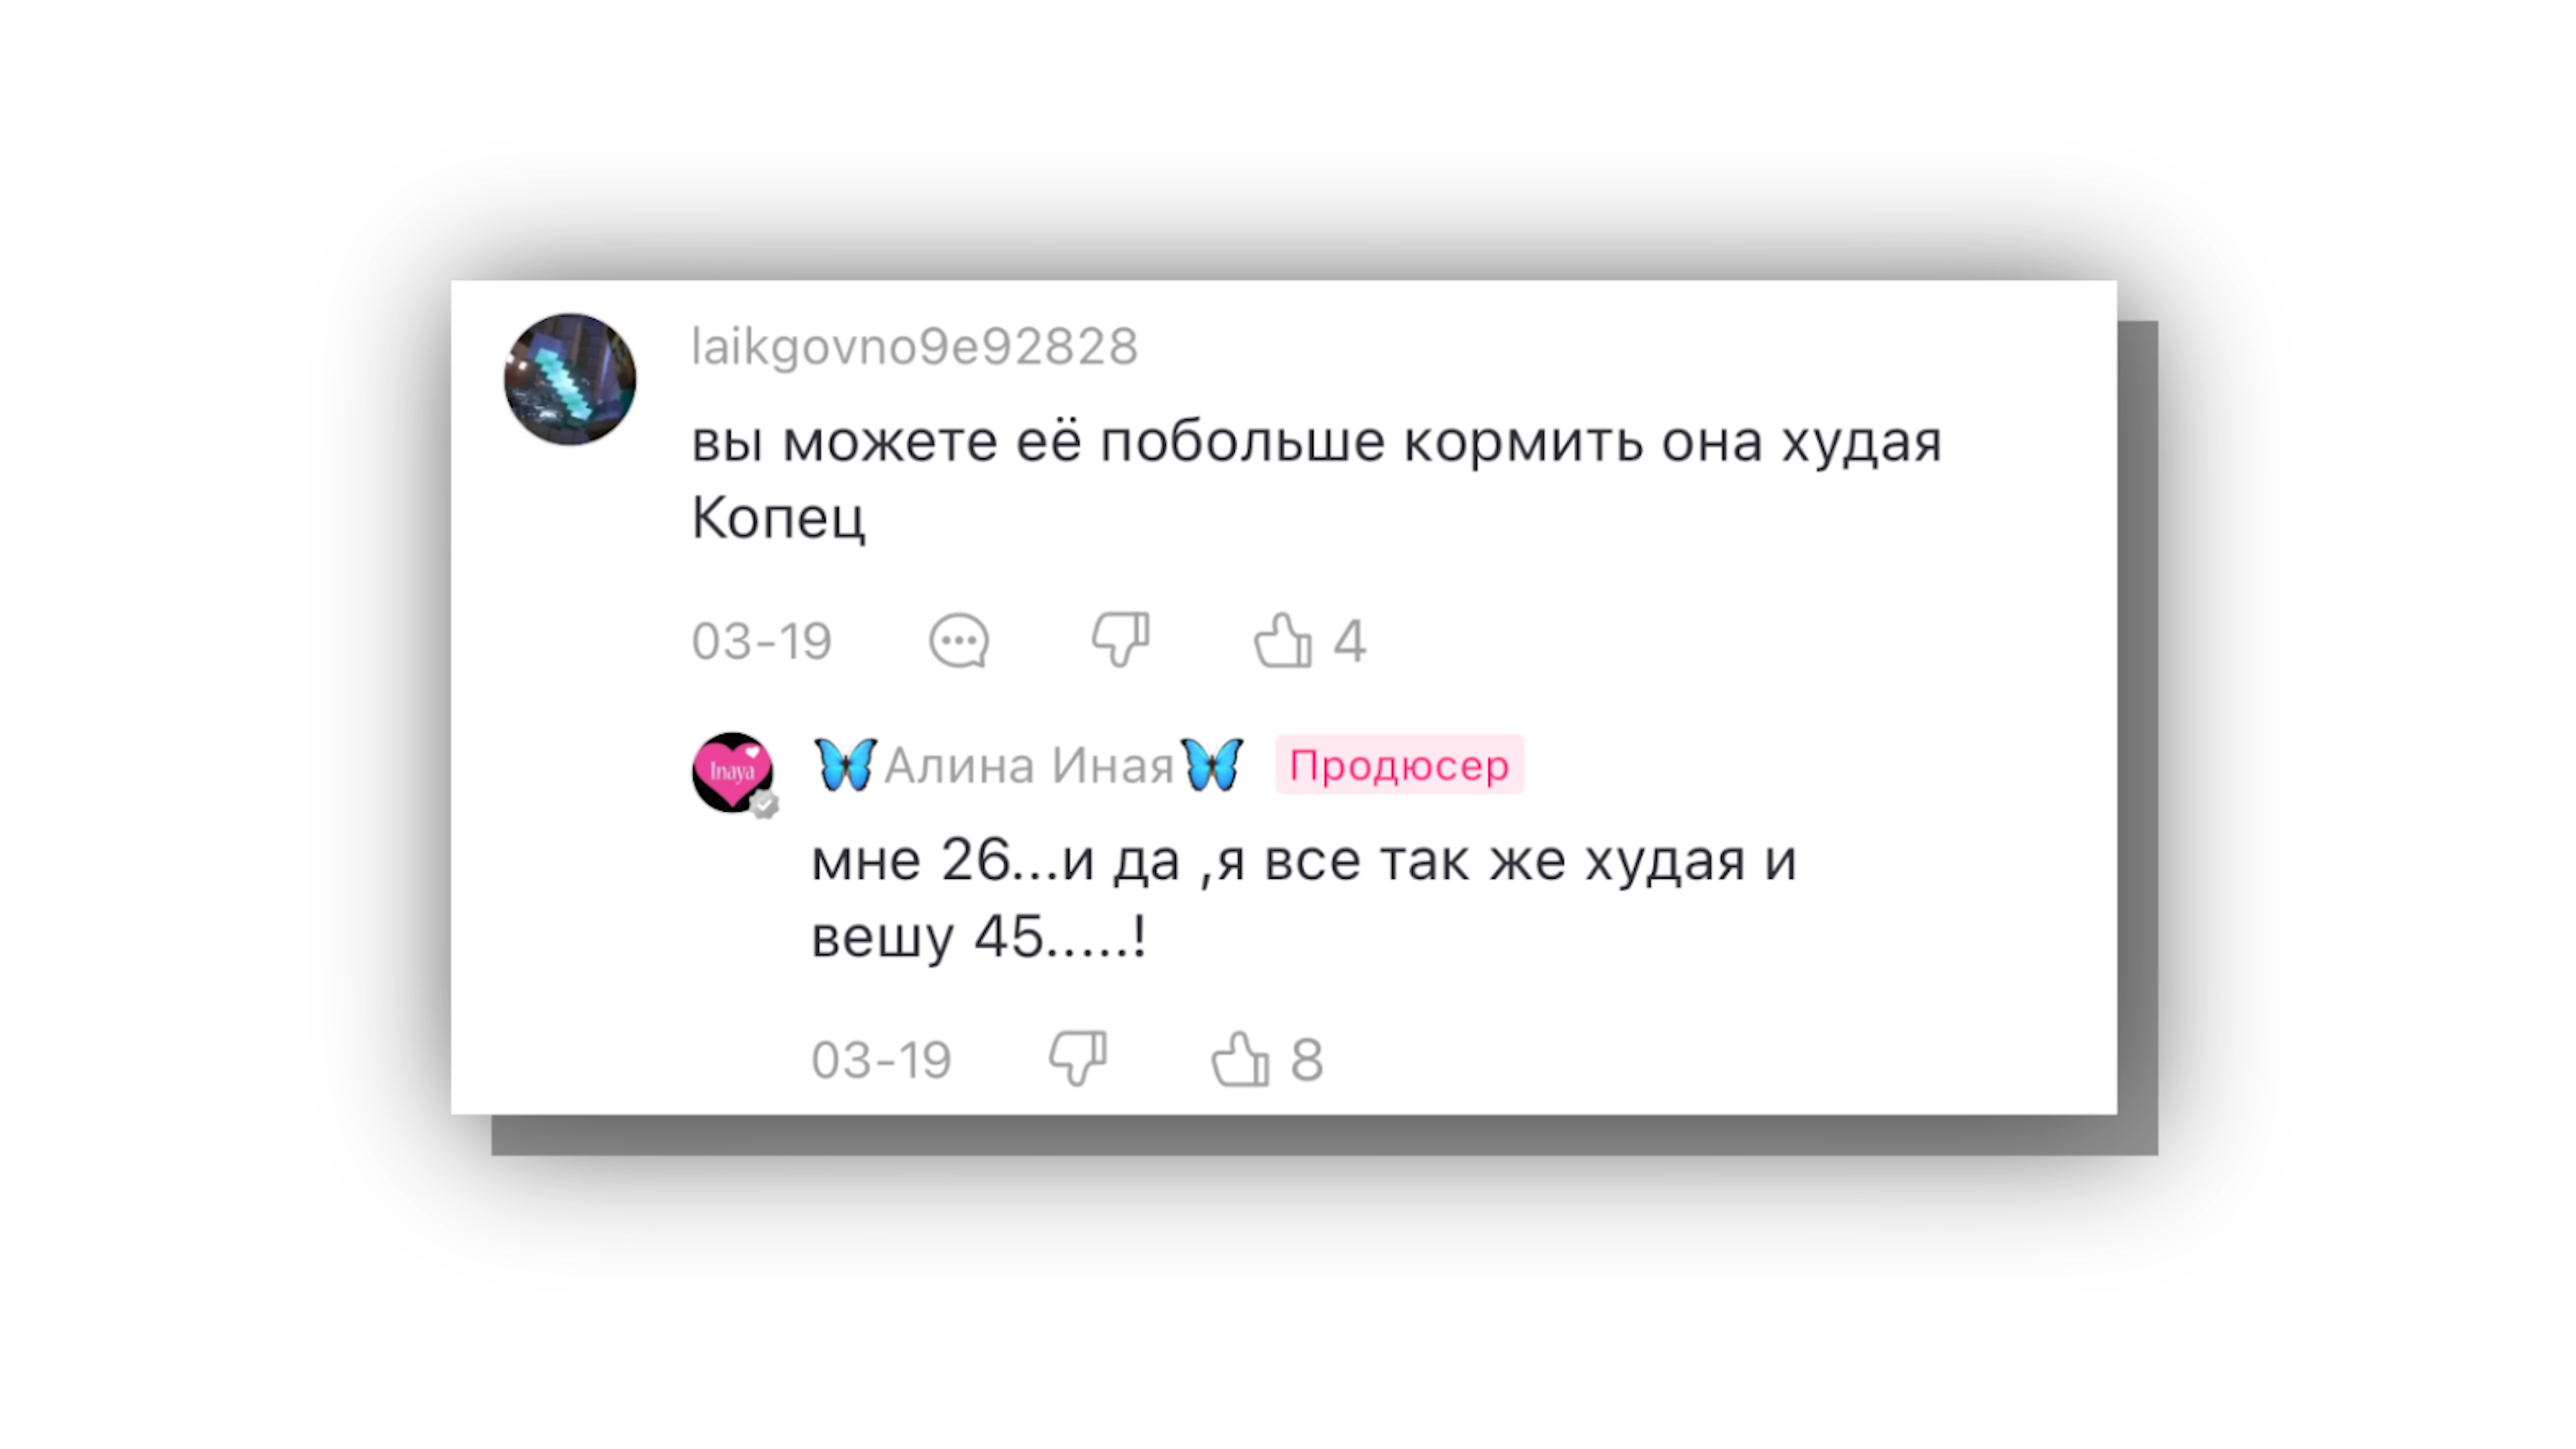 laikgovno9e92828
вы можете её побольше кормить она худая
Копец
03-19 4
Inaya
🦋Алина Иная🦋 Продюсер
мне 26...и да ,я все так же худая и
вешу 45.....!
03-19 8